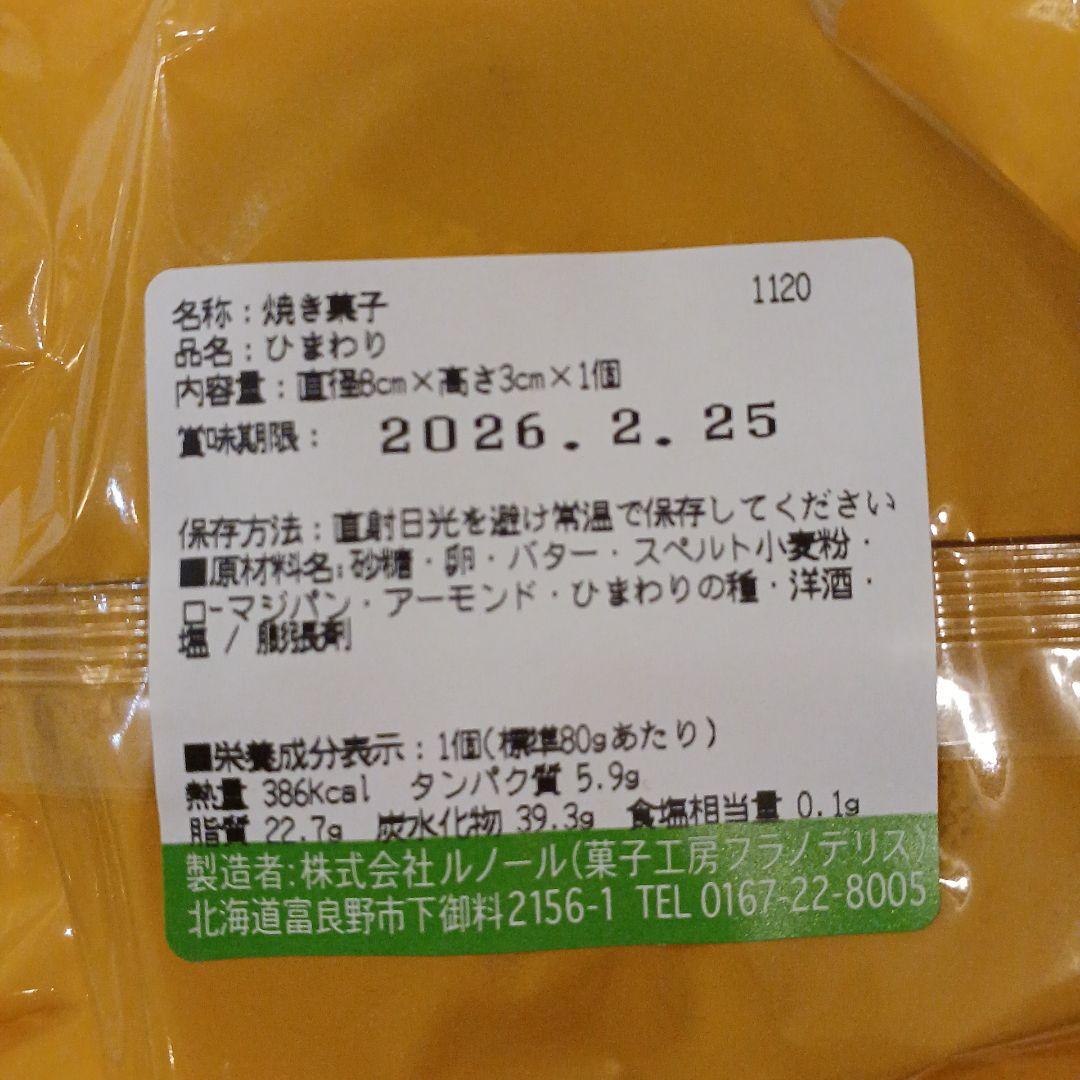 1120
名称：焼き菓子
品名：ひまわり
内容量：直径8cm×高さ3cm×1個
賞味期限： 2026. 2. 25
保存方法：直射日光を避け常温で保存してください
■原材料名:砂糖・卵・バター・スペルト小麦粉・
ローマジパン・アーモンド・ひまわりの種・洋酒・
塩 / 膨張剤
■栄養成分表示：1個(標準80gあたり)
熱量 386Kcal タンパク質 5.9g
脂質 22.7g 炭水化物 39.3g 食塩相当量 0.1g
製造者:株式会社ルノール(菓子工房フラノデリス)
北海道富良野市下御料2156-1 TEL 0167-22-8005